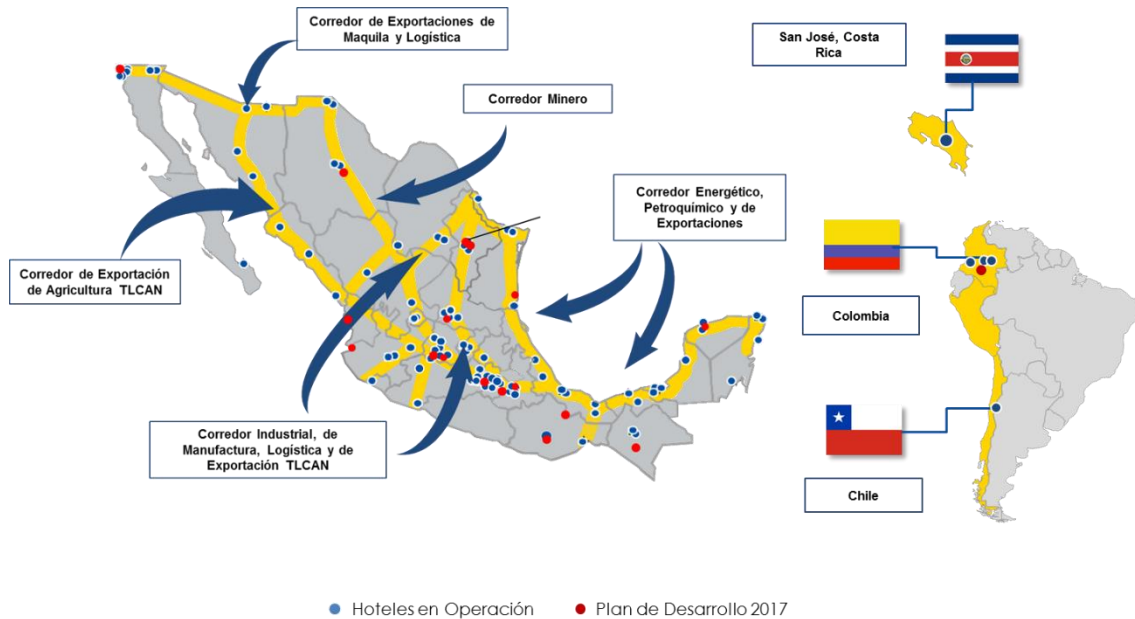 Corredor de Exportaciones de
Maquila y Logística
San José, Costa
Rica
Corredor Minero
Corredor Energético,
Petroquímico y de
Exportaciones
Corredor de Exportación
de Agricultura TLCAN
Colombia
Corredor Industrial, de
Manufactura, Logística y de
Exportación TLCAN
Chile
Hoteles en Operación
Plan de Desarrollo 2017